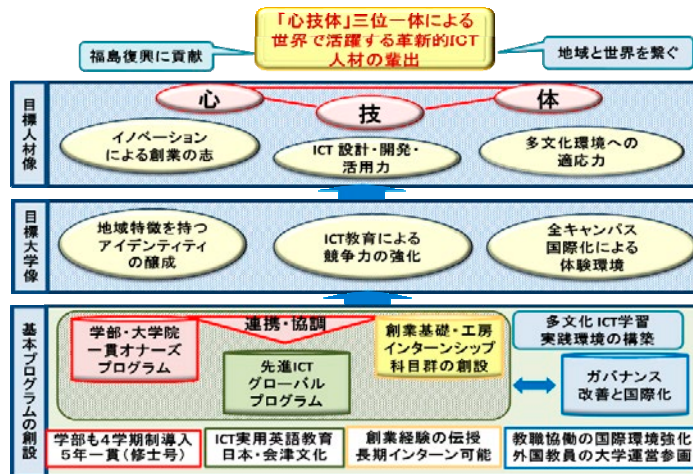 「心技体」三位一体による
世界で活躍する革新的ICT
人材の輩出
福島復興に貢献
地域と世界を繋ぐ
目標人材像
心
技
体
イノベーション
による創業の志
ICT 設計・開発・
活用力
多文化環境への
適応力
目標大学像
地域特徴を持つ
アイデンティティ
の醸成
ICT教育による
競争力の強化
全キャンパス
国際化による
体験環境
基本プログラムの創設
学部・大学院
一貫オナーズ
プログラム
連携・協調
先進ICT
グローバル
プログラム
創業基礎・工房
インターンシップ
科目群の創設
多文化 ICT学習
実践環境の構築
ガバナンス
改善と国際化
学部も4学期制導入
5年一貫(修士号)
ICT実用英語教育
日本・会津文化
創業経験の伝授
長期インターン可能
教職協働の国際環境強化
外国教員の大学運営参画